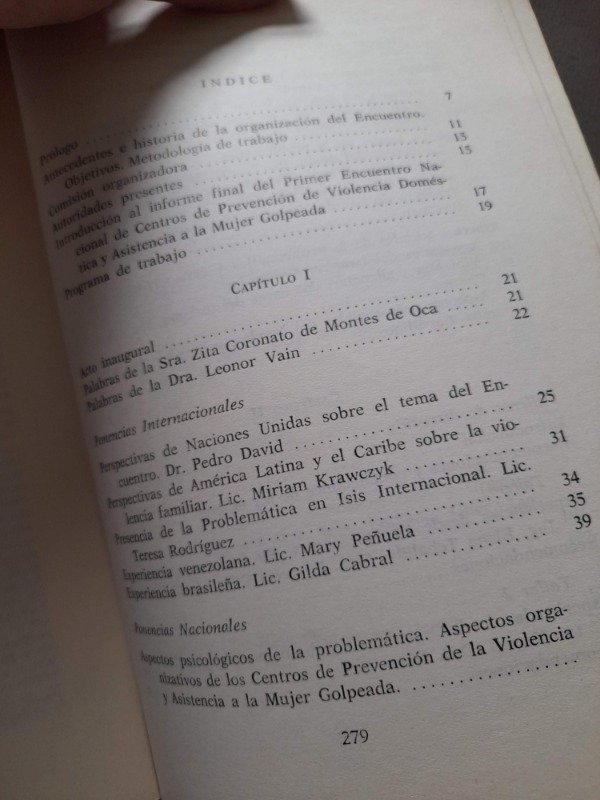 INDICE
Prólogo ........ 7
Antecedentes e historia de la organización del Encuentro.
Objetivos. Metodología de trabajo ........ 11
Comisión organizadora ........ 13
Autoridades presentes ........ 15
Introducción al informe final del Primer Encuentro Na-
cional de Centros de Prevención de Violencia Domés-
tica y Asistencia a la Mujer Golpeada ........ 17
Programa de trabajo ........ 19
CAPÍTULO I
Acto inaugural ........ 21
Palabras de la Sra. Zita Coronato de Montes de Oca ..... 21
Palabras de la Dra. Leonor Vain ........ 22
Ponencias Internacionales
Perspectivas de Naciones Unidas sobre el tema del En-
cuentro. Dr. Pedro David ........ 25
Perspectivas de América Latina y el Caribe sobre la vio-
lencia familiar. Lic. Miriam Krawczyk ........ 31
Presencia de la Problemática en Isis Internacional. Lic.
Teresa Rodríguez ........ 34
Experiencia venezolana. Lic. Mary Peñuela ........ 35
Experiencia brasileña. Lic. Gilda Cabral ........ 39
Ponencias Nacionales
Aspectos psicológicos de la problemática. Aspectos orga-
nizativos de los Centros de Prevención de la Violencia
y Asistencia a la Mujer Golpeada. ........
279